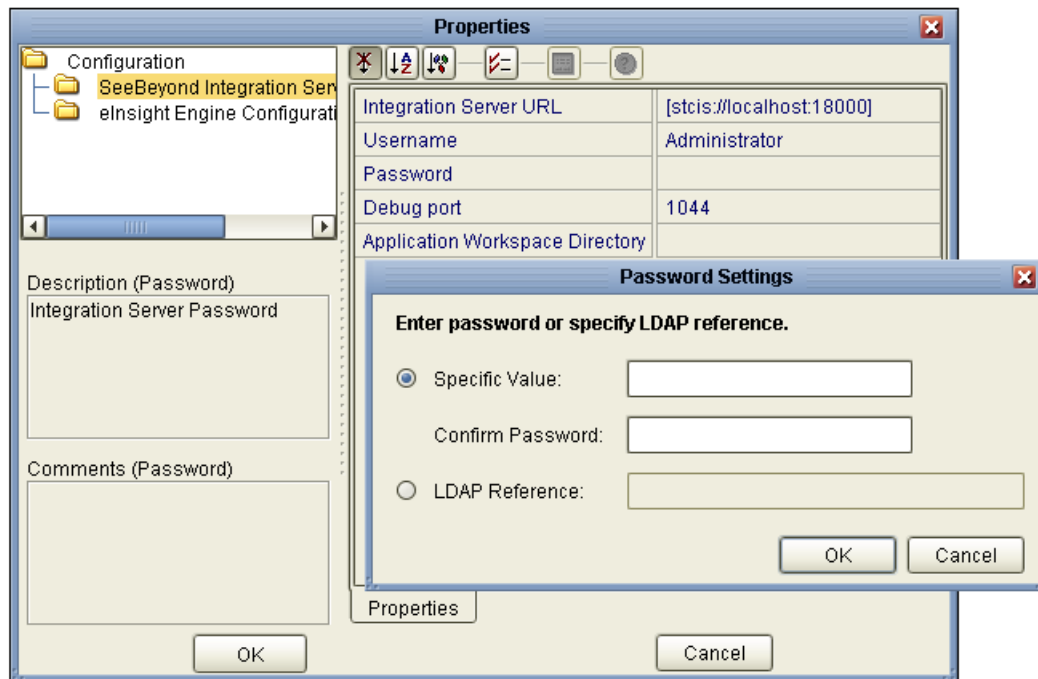 Properties
Configuration
SeeBeyond Integration Ser
eInsight Engine Configurati
Integration Server URL [stcis://localhost:18000]
Username Administrator
Password
Debug port 1044
Application Workspace Directory
Description (Password)
Integration Server Password
Comments (Password)
Password Settings
Enter password or specify LDAP reference.
Specific Value:
Confirm Password:
LDAP Reference:
OK Cancel
Properties
OK Cancel